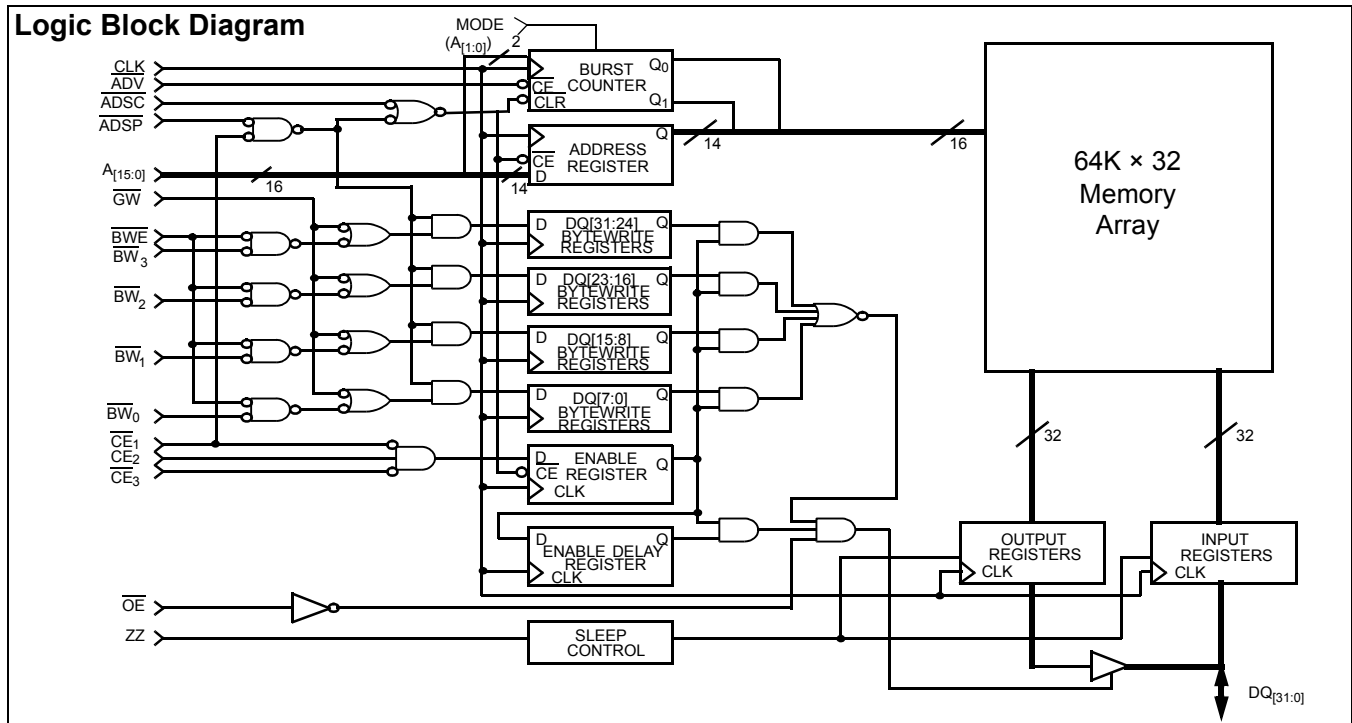 Logic Block Diagram
MODE
(A[1:0])
2
CLK
ADV
ADSC
ADSP
A[15:0]
16
14
GW
BWE
BW3
BW2
BW1
BW0
CE1
CE2
CE3
OE
ZZ
BURST
COUNTER
CE
CLR
Q0
Q1
ADDRESS
REGISTER
CE
D
Q
14
16
D
DQ[31:24]
BYTEWRITE
REGISTERS
Q
D
DQ[23:16]
BYTEWRITE
REGISTERS
Q
D
DQ[15:8]
BYTEWRITE
REGISTERS
Q
D
DQ[7:0]
BYTEWRITE
REGISTERS
Q
D
ENABLE
REGISTER
Q
CE
CLK
D
ENABLE DELAY
REGISTER
Q
CLK
SLEEP
CONTROL
64K × 32
Memory
Array
32
32
OUTPUT
REGISTERS
CLK
INPUT
REGISTERS
CLK
DQ[31:0]